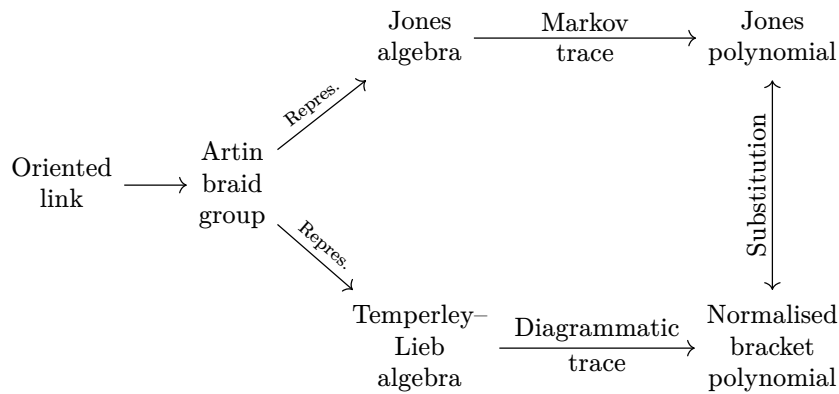 Oriented
link
Artin
braid
group
Repres.
Repres.
Jones
algebra
Markov
trace
Jones
polynomial
Substitution
Temperley–
Lieb
algebra
Diagrammatic
trace
Normalised
bracket
polynomial